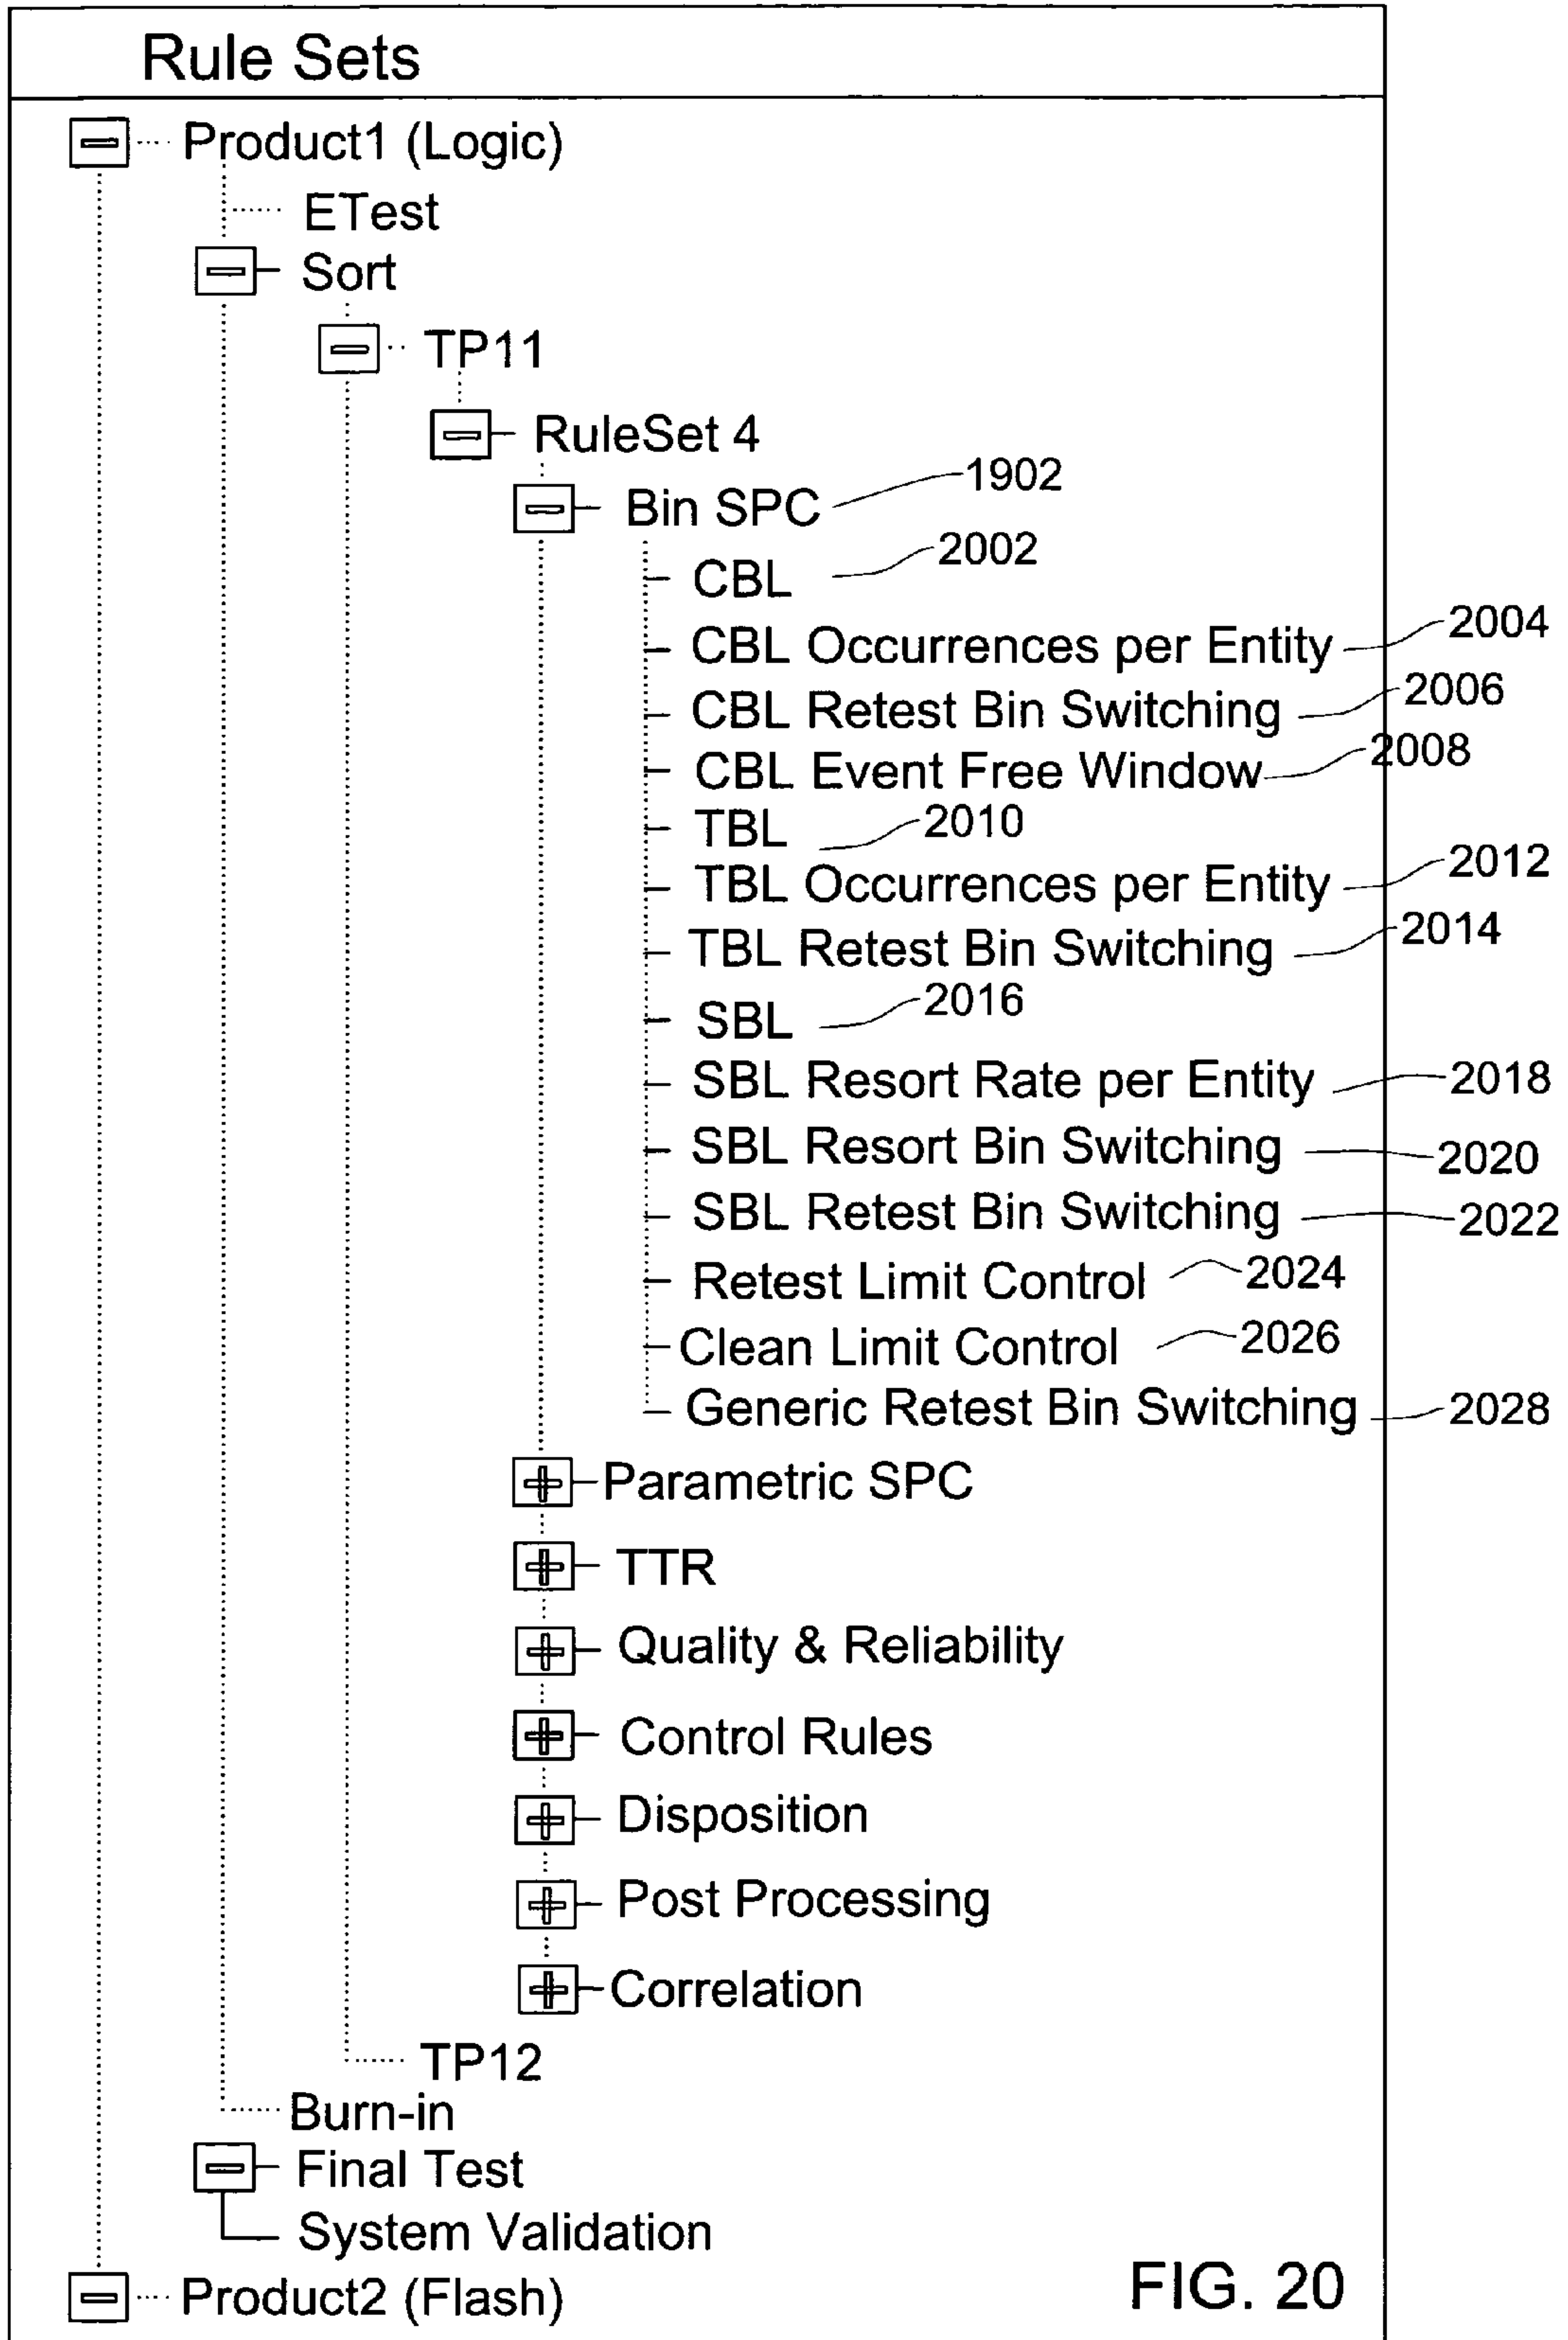 Rule Sets
Product1 (Logic)
ETest
Sort
TP11
RuleSet 4
Bin SPC 1902
CBL 2002
CBL Occurrences per Entity 2004
CBL Retest Bin Switching 2006
CBL Event Free Window 2008
TBL 2010
TBL Occurrences per Entity 2012
TBL Retest Bin Switching 2014
SBL 2016
SBL Resort Rate per Entity 2018
SBL Resort Bin Switching 2020
SBL Retest Bin Switching 2022
Retest Limit Control 2024
Clean Limit Control 2026
Generic Retest Bin Switching 2028
Parametric SPC
TTR
Quality & Reliability
Control Rules
Disposition
Post Processing
Correlation
TP12
Burn-in
Final Test
System Validation
Product2 (Flash)
FIG. 20